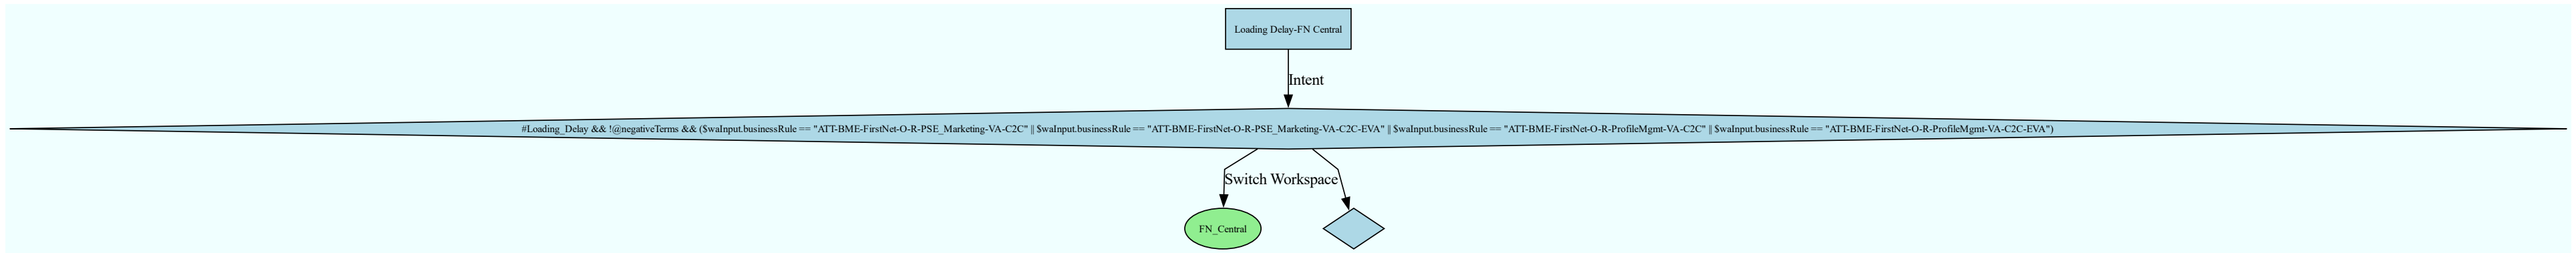 Loading Delay-FN Central
Intent
#Loading_Delay && !@negativeTerms && ($waInput.businessRule == "ATT-BME-FirstNet-O-R-PSE_Marketing-VA-C2C" || $waInput.businessRule == "ATT-BME-FirstNet-O-R-PSE_Marketing-VA-C2C-EVA" || $waInput.businessRule == "ATT-BME-FirstNet-O-R-ProfileMgmt-VA-C2C" || $waInput.businessRule == "ATT-BME-FirstNet-O-R-ProfileMgmt-VA-C2C-EVA")
Switch Workspace
FN_Central